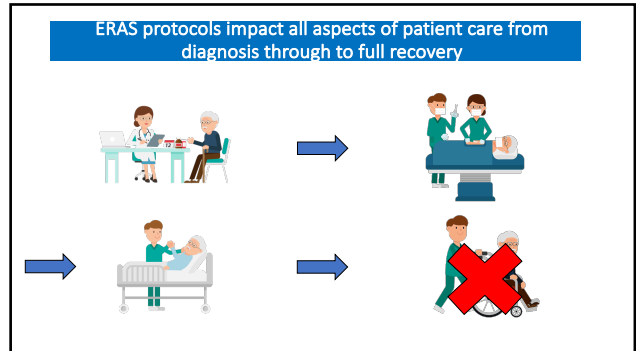 ERAS protocols impact all aspects of patient care from
diagnosis through to full recovery